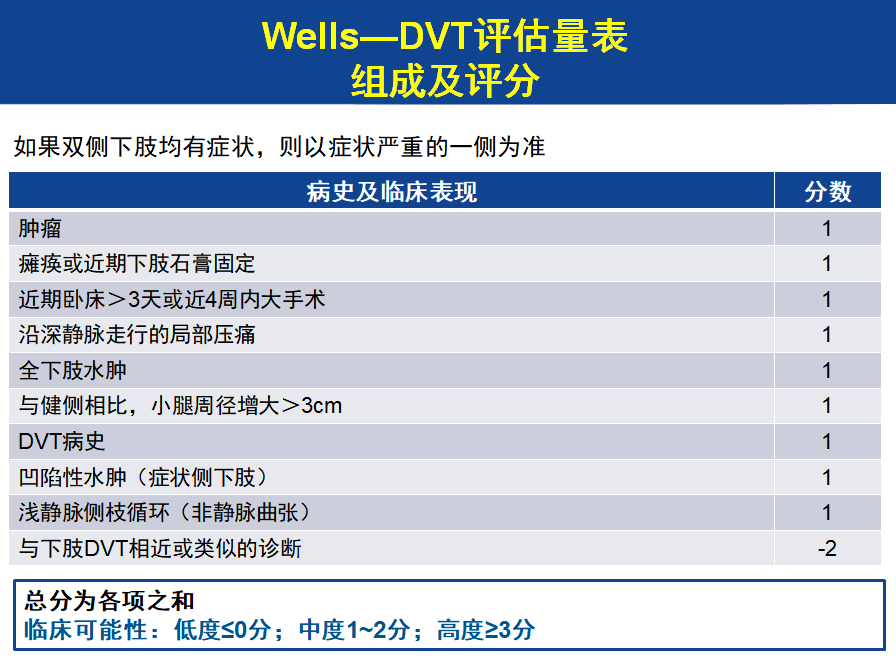 Wells—DVT评估量表
组成及评分
如果双侧下肢均有症状，则以症状严重的一侧为准
病史及临床表现 分数
肿瘤 1
瘫痪或近期下肢石膏固定 1
近期卧床＞3天或近4周内大手术 1
沿深静脉走行的局部压痛 1
全下肢水肿 1
与健侧相比，小腿周径增大＞3cm 1
DVT病史 1
凹陷性水肿（症状侧下肢） 1
浅静脉侧枝循环（非静脉曲张） 1
与下肢DVT相近或类似的诊断 -2
总分为各项之和
临床可能性：低度≤0分；中度1~2分；高度≥3分